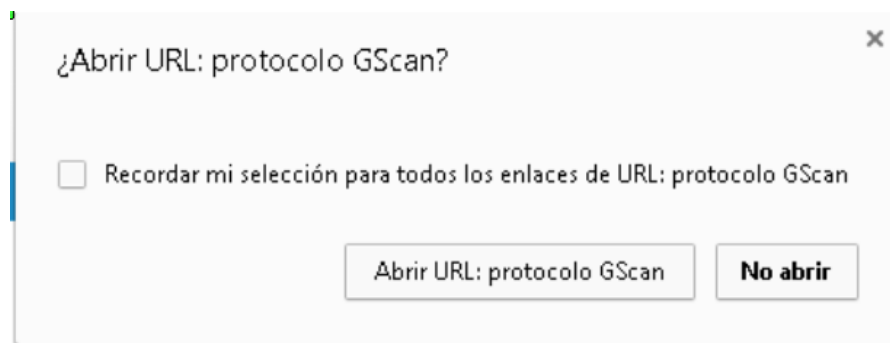 ¿Abrir URL: protocolo GScan?
Recordar mi selección para todos los enlaces de URL: protocolo GScan
Abrir URL: protocolo GScan
No abrir